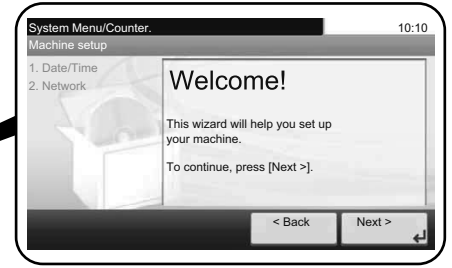 System Menu/Counter. 10:10
Machine setup
1. Date/Time
2. Network
Welcome!
This wizard will help you set up
your machine.
To continue, press [Next >].
< Back Next >